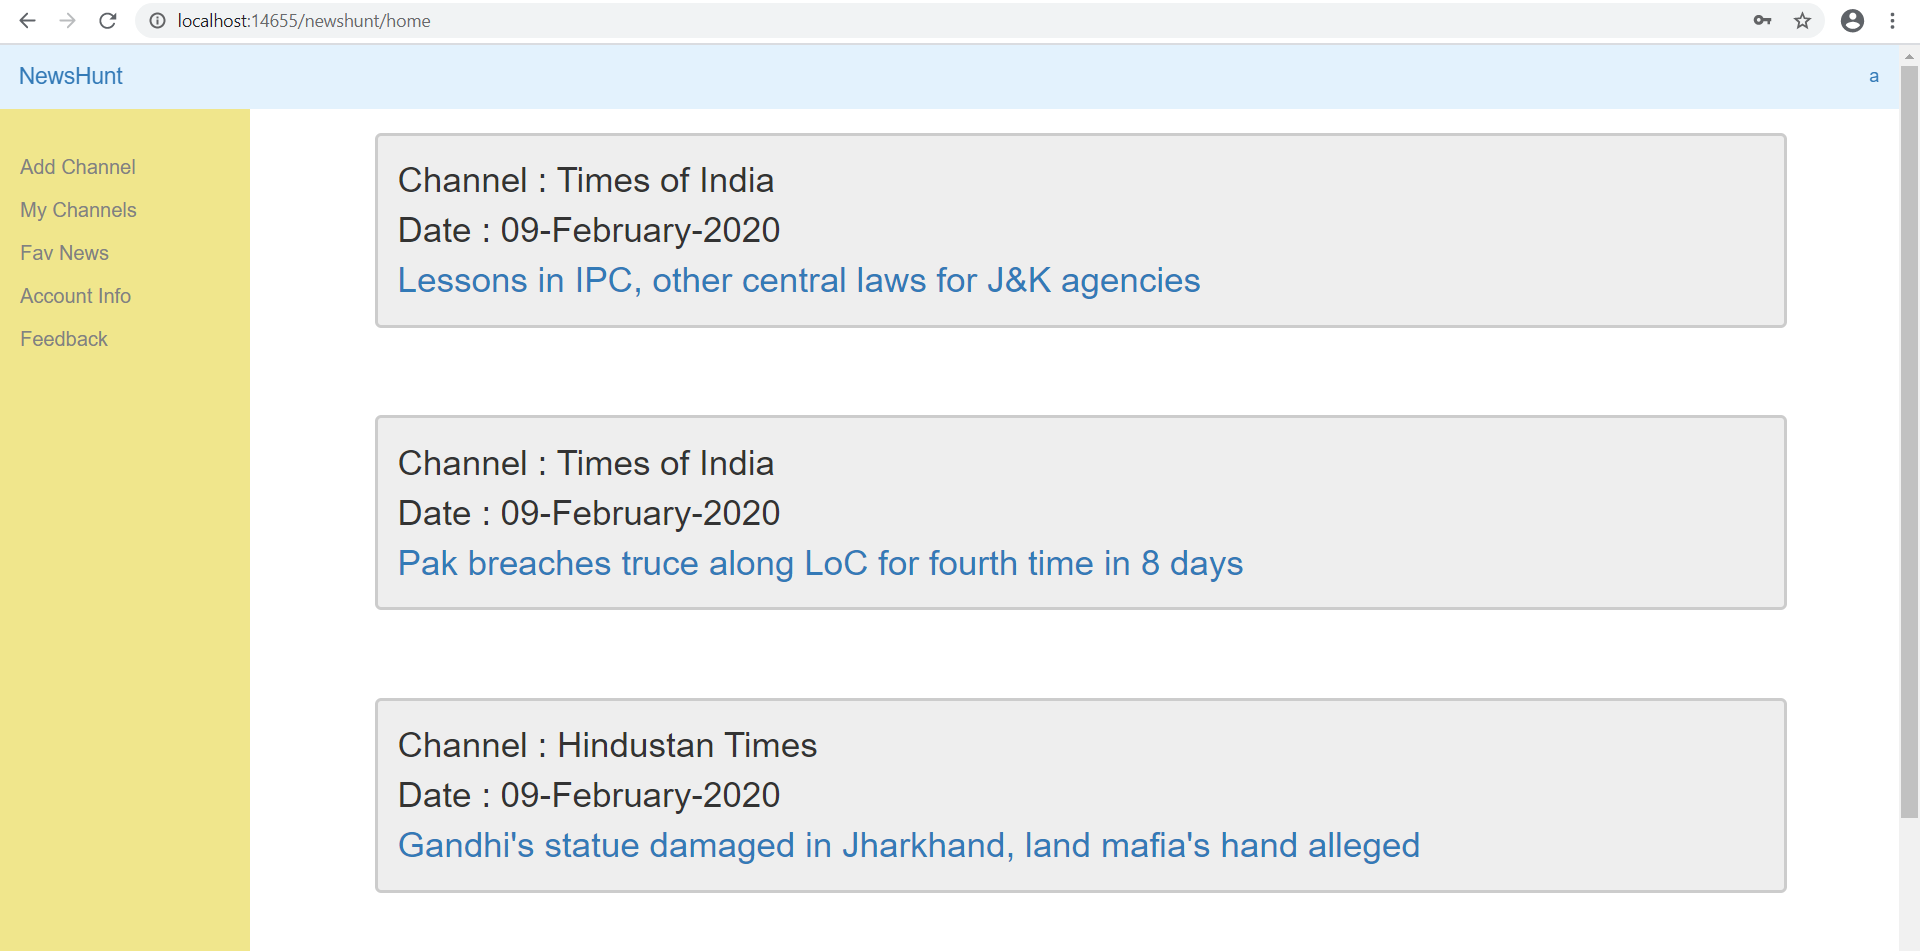 localhost:14655/newshunt/home
NewsHunt
a
Add Channel
My Channels
Fav News
Account Info
Feedback
Channel : Times of India
Date : 09-February-2020
Lessons in IPC, other central laws for J&K agencies
Channel : Times of India
Date : 09-February-2020
Pak breaches truce along LoC for fourth time in 8 days
Channel : Hindustan Times
Date : 09-February-2020
Gandhi's statue damaged in Jharkhand, land mafia's hand alleged